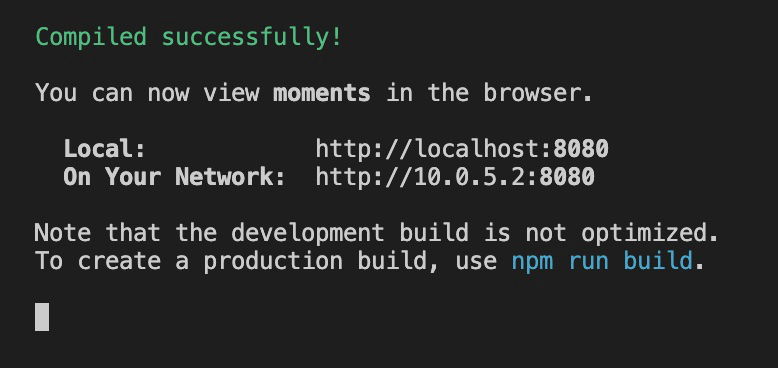 Compiled successfully!
You can now view moments in the browser.
Local: http://localhost:8080
On Your Network: http://10.0.5.2:8080
Note that the development build is not optimized.
To create a production build, use npm run build.